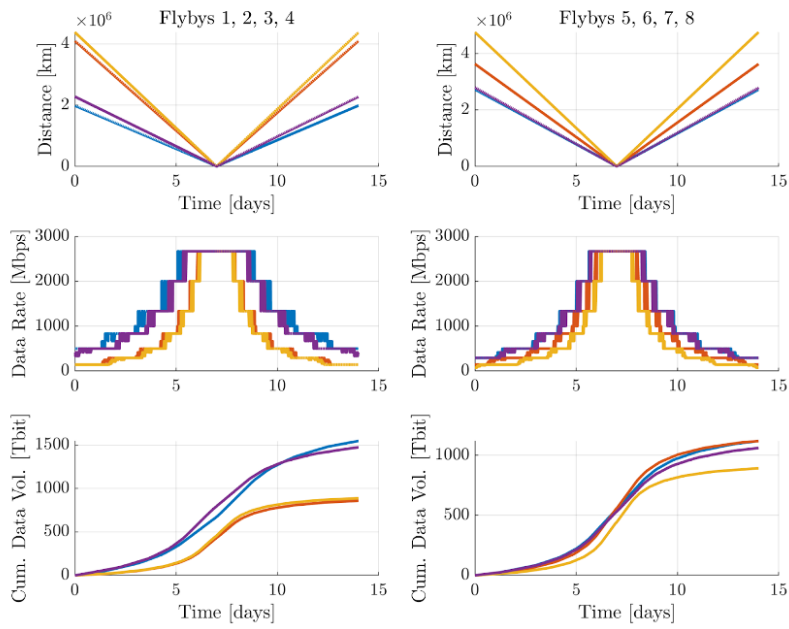 Flybys 1, 2, 3, 4
×10⁶
4
2
0
Distance [km]
0 5 10 15
Time [days]
Flybys 5, 6, 7, 8
×10⁶
4
2
0
Distance [km]
0 5 10 15
Time [days]
3000
2000
1000
0
Data Rate [Mbps]
0 5 10 15
3000
2000
1000
0
Data Rate [Mbps]
0 5 10 15
1500
1000
500
0
Cum. Data Vol. [Tbit]
0 5 10 15
Time [days]
1000
500
0
Cum. Data Vol. [Tbit]
0 5 10 15
Time [days]